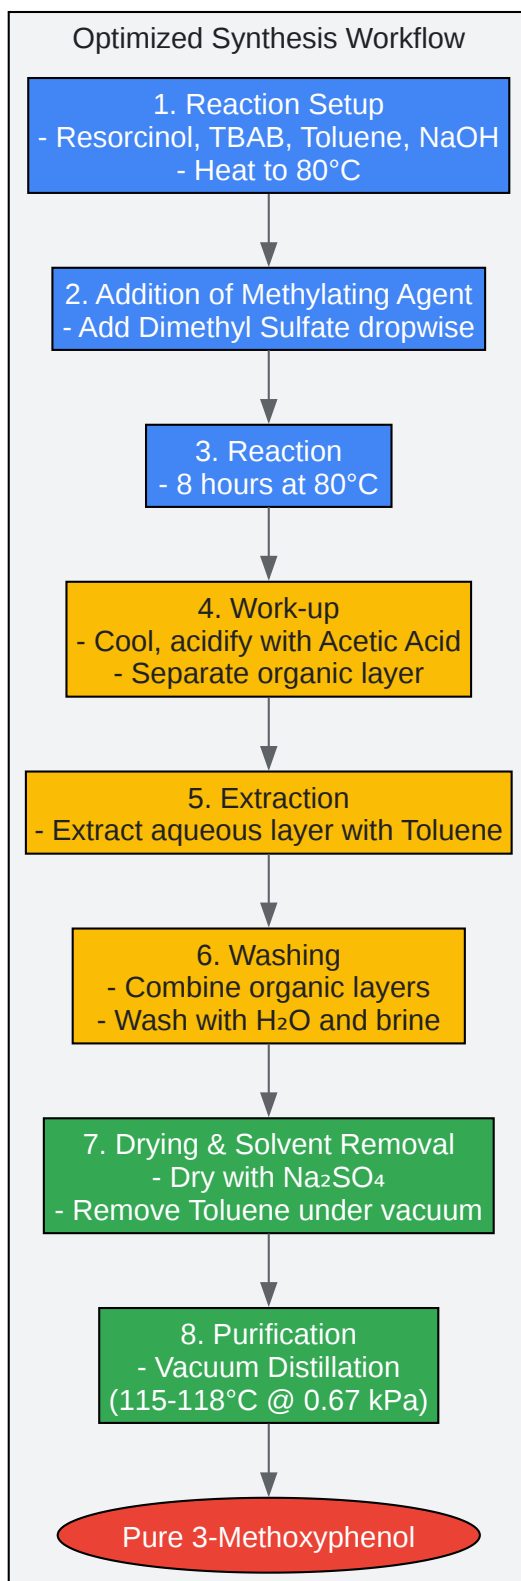 Optimized Synthesis Workflow
1. Reaction Setup
- Resorcinol, TBAB, Toluene, NaOH
- Heat to 80°C
2. Addition of Methylating Agent
- Add Dimethyl Sulfate dropwise
3. Reaction
- 8 hours at 80°C
4. Work-up
- Cool, acidify with Acetic Acid
- Separate organic layer
5. Extraction
- Extract aqueous layer with Toluene
6. Washing
- Combine organic layers
- Wash with H₂O and brine
7. Drying & Solvent Removal
- Dry with Na₂SO₄
- Remove Toluene under vacuum
8. Purification
- Vacuum Distillation
(115-118°C @ 0.67 kPa)
Pure 3-Methoxyphenol